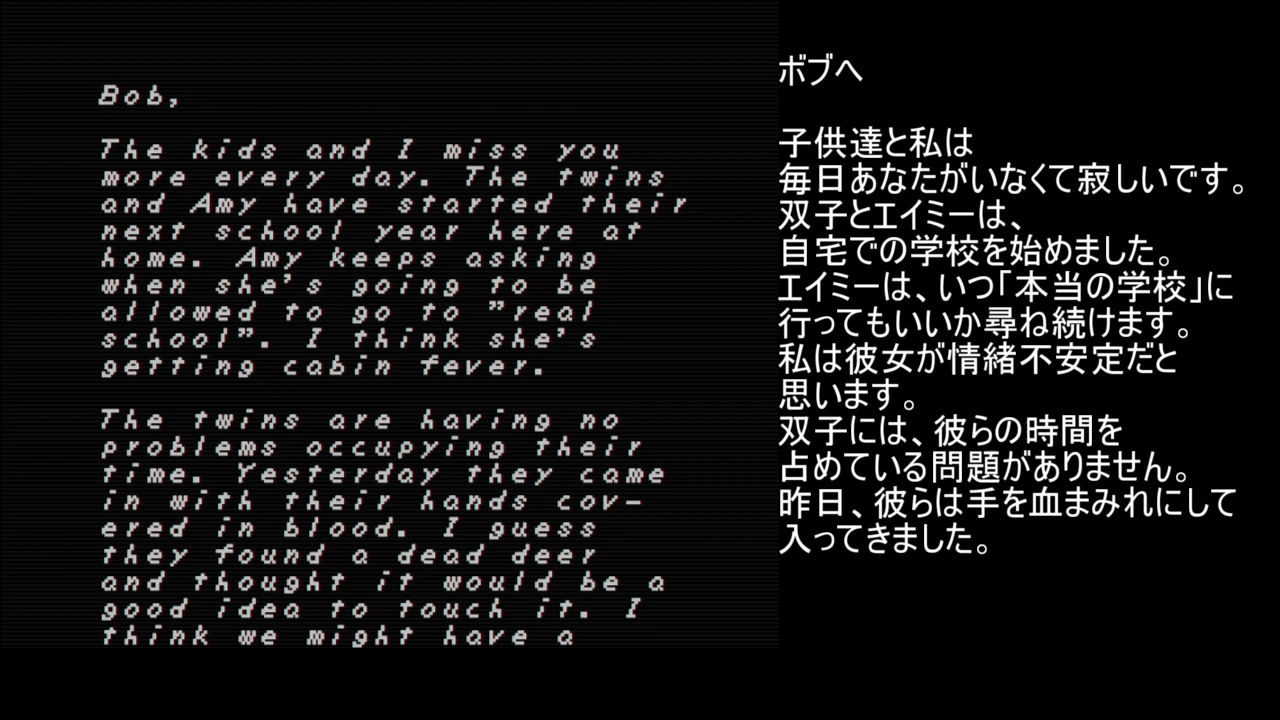 Bob,
The kids and I miss you
more every day. The twins
and Amy have started their
next school year here at
home. Amy keeps asking
when she's going to be
allowed to go to "real
school". I think she's
getting cabin fever.
The twins are having no
problems occupying their
time. Yesterday they came
in with their hands cov-
ered in blood. I guess
they found a dead deer
and thought it would be a
good idea to touch it. I
think we might have a
ボブへ
子供達と私は
毎日あなたがいなくて寂しいです。
双子とエイミーは、
自宅での学校を始めました。
エイミーは、いつ「本当の学校」に
行ってもいいか尋ね続けます。
私は彼女が情緒不安定だと
思います。
双子には、彼らの時間を
占めている問題がありません。
昨日、彼らは手を血まみれにして
入ってきました。